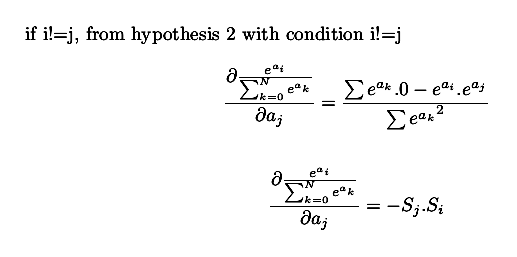 if i!=j, from hypothesis 2 with condition i!=j
\frac{\partial \frac{e^{a_i}}{\sum_{k=0}^{N} e^{a_k}}}{\partial a_j} = \frac{\sum e^{a_k}.0 - e^{a_i}.e^{a_j}}{\sum e^{a_k}{}^2}
\frac{\partial \frac{e^{a_i}}{\sum_{k=0}^{N} e^{a_k}}}{\partial a_j} = -S_j.S_i